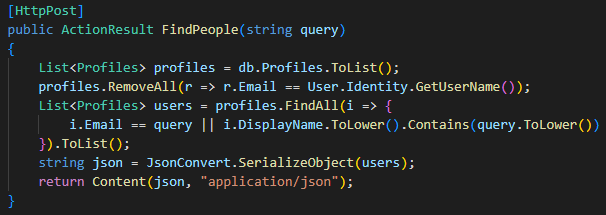 [HttpPost]
public ActionResult FindPeople(string query)
{
    List<Profiles> profiles = db.Profiles.ToList();
    profiles.RemoveAll(r => r.Email == User.Identity.GetUserName());
    List<Profiles> users = profiles.FindAll(i => {
        i.Email == query || i.DisplayName.ToLower().Contains(query.ToLower())
    }).ToList();
    string json = JsonConvert.SerializeObject(users);
    return Content(json, "application/json");
}